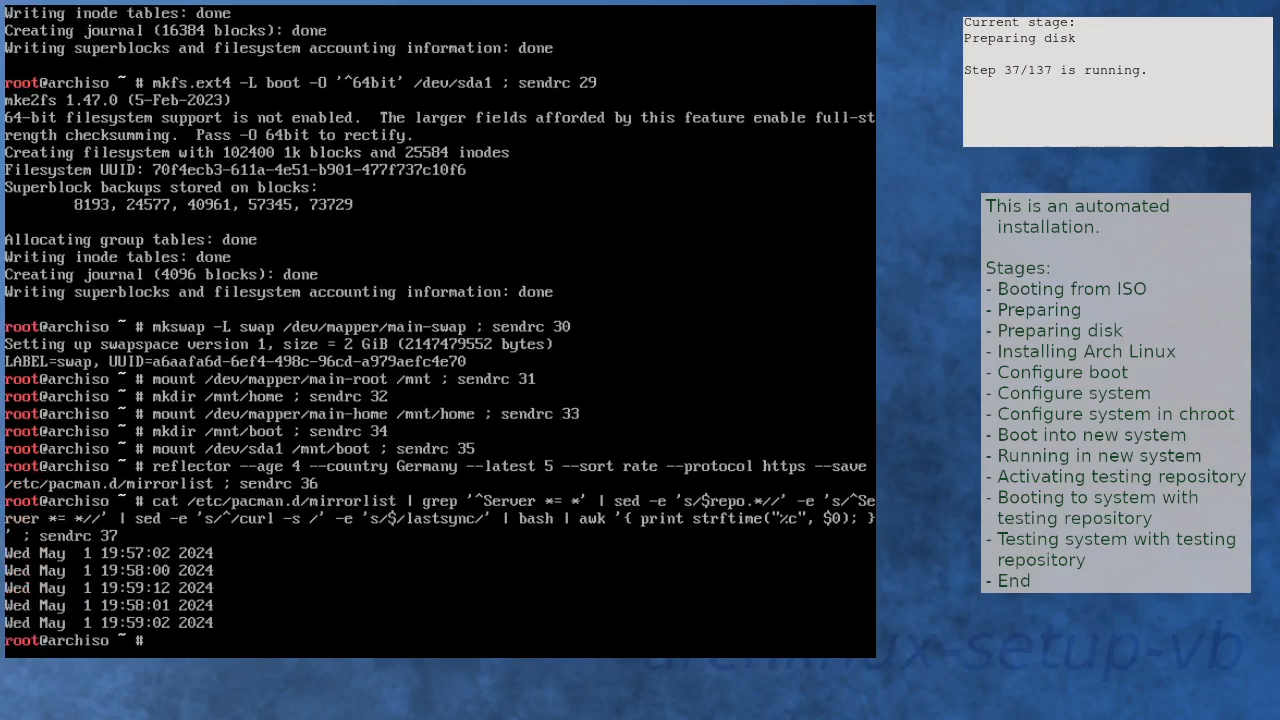 Writing inode tables: done
Creating journal (16384 blocks): done
Writing superblocks and filesystem accounting information: done
root@archiso ~ # mkfs.ext4 -L boot -O '^64bit' /dev/sda1 ; sendrc 29
mke2fs 1.47.0 (5-Feb-2023)
64-bit filesystem support is not enabled.  The larger fields afforded by this feature enable full-st
rength checksumming.  Pass -O 64bit to rectify.
Creating filesystem with 102400 1k blocks and 25584 inodes
Filesystem UUID: 70f4ecb3-611a-4e51-b901-477f737c10f6
Superblock backups stored on blocks:
8193, 24577, 40961, 57345, 73729
Allocating group tables: done
Writing inode tables: done
Creating journal (4096 blocks): done
Writing superblocks and filesystem accounting information: done
root@archiso ~ # mkswap -L swap /dev/mapper/main-swap ; sendrc 30
Setting up swapspace version 1, size = 2 GiB (2147479552 bytes)
LABEL=swap, UUID=a6aafa6d-6ef4-498c-96cd-a979aefc4e70
root@archiso ~ # mount /dev/mapper/main-root /mnt ; sendrc 31
root@archiso ~ # mkdir /mnt/home ; sendrc 32
root@archiso ~ # mount /dev/mapper/main-home /mnt/home ; sendrc 33
root@archiso ~ # mkdir /mnt/boot ; sendrc 34
root@archiso ~ # mount /dev/sda1 /mnt/boot ; sendrc 35
root@archiso ~ # reflector --age 4 --country Germany --latest 5 --sort rate --protocol https --save
/etc/pacman.d/mirrorlist ; sendrc 36
root@archiso ~ # cat /etc/pacman.d/mirrorlist | grep '^Server *= *' | sed -e 's/$repo.*//' -e 's/^Se
rver *= *//' | sed -e 's/^/curl -s /' -e 's/$/lastsync/' | bash | awk '{ print strftime("%c", $0); }
' ; sendrc 37
Wed May  1 19:57:02 2024
Wed May  1 19:58:00 2024
Wed May  1 19:59:12 2024
Wed May  1 19:58:01 2024
Wed May  1 19:59:02 2024
root@archiso ~ #
Current stage:
Preparing disk
Step 37/137 is running.
This is an automated
installation.
Stages:
- Booting from ISO
- Preparing
- Preparing disk
- Installing Arch Linux
- Configure boot
- Configure system
- Configure system in chroot
- Boot into new system
- Running in new system
- Activating testing repository
- Booting to system with
testing repository
- Testing system with testing
repository
- End
archlinux-setup-vb